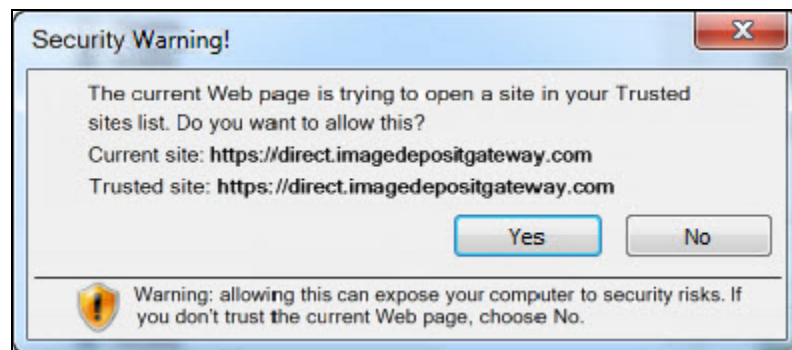 Security Warning!
The current Web page is trying to open a site in your Trusted
sites list. Do you want to allow this?
Current site: https://direct.imagedepositgateway.com
Trusted site: https://direct.imagedepositgateway.com
Yes No
Warning: allowing this can expose your computer to security risks. If
you don't trust the current Web page, choose No.